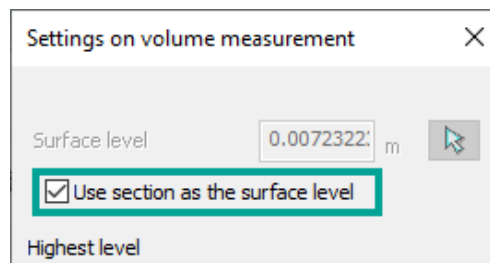 Settings on volume measurement
Surface level 0.0072322 m
Use section as the surface level
Highest level